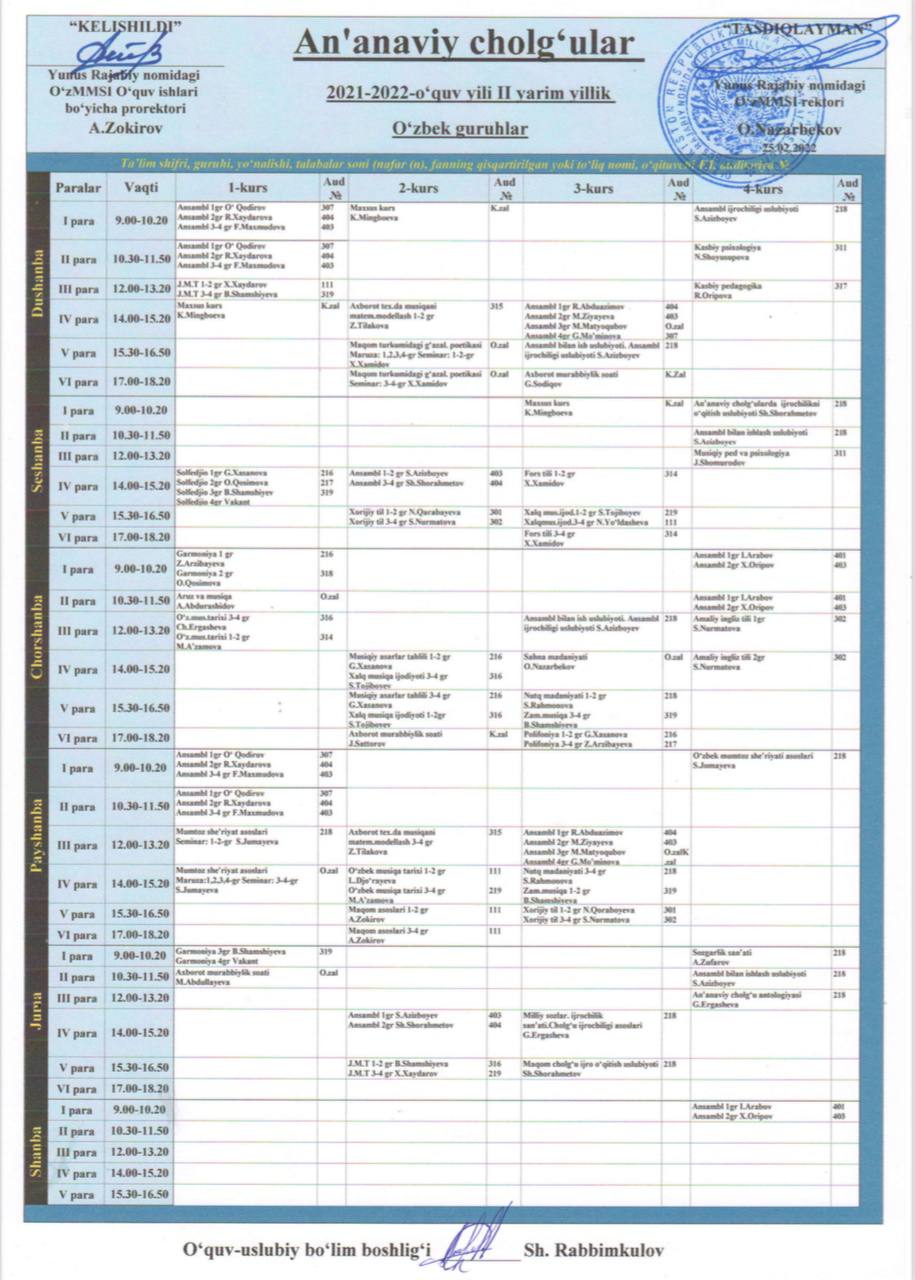 “KELISHILDI”
Yunus Rajabiy nomidagi
O‘zMMSI O‘quv ishlari
bo‘yicha prorektori
A.Zokirov
An'anaviy cholg‘ular
2021-2022-o‘quv yili II yarim yillik
O‘zbek guruhlar
“TASDIQLAYMAN”
Yunus Rajabiy nomidagi
O‘zMMSI rektori
O.Nazarbekov
25.02.2022
Ta’lim shifri, guruhi, yo‘nalishi, talabalar soni (nafar (n), fanning qisqartirilgan yoki to‘liq nomi, o‘qituvchi F.I. auditoriya №
Paralar Vaqti 1-kurs Aud № 2-kurs Aud № 3-kurs Aud № 4-kurs Aud №
Dushanba
I para 9.00-10.20
Ansambl 1gr O‘ Qodirov 307
Ansambl 2gr R.Xaydarova 404
Ansambl 3-4 gr F.Maxmudova 403
Maxsus kurs K.zal
K.Mingboeva
Ansambl ijrochiligi uslubiyoti 218
S.Azizboyev
II para 10.30-11.50
Ansambl 1gr O‘ Qodirov 307
Ansambl 2gr R.Xaydarova 404
Ansambl 3-4 gr F.Maxmudova 403
Kasbiy psixologiya 311
N.Shoyusupova
III para 12.00-13.20
J.M.T 1-2 gr X.Xaydarov 111
J.M.T 3-4 gr B.Shamshiyeva 319
Kasbiy pedagogika 317
R.Oripova
IV para 14.00-15.20
Maxsus kurs K.zal
K.Mingboeva
Axborot tex.da musiqani 315
matem.modellash 1-2 gr
Z.Tilakova
Ansambl 1gr R.Abduazimov 404
Ansambl 2gr M.Ziyayeva 403
Ansambl 3gr M.Matyoqubov O.zal
Ansambl 4gr G.Mo‘minova 307
V para 15.30-16.50
Maqom turkumidagi g‘azal. poetikasi O.zal
Maruza: 1,2,3,4-gr Seminar: 1-2-gr
X.Xamidov
Ansambl bilan ish uslubiyoti. Ansambl 218
ijrochiligi uslubiyoti S.Azizboyev
VI para 17.00-18.20
Maqom turkumidagi g‘azal. poetikasi O.zal
Seminar: 3-4-gr X.Xamidov
Axborot murabbiylik soati K.Zal
G.Sodiqov
Seshanba
I para 9.00-10.20
Maxsus kurs K.zal
K.Mingboeva
An’anaviy cholg‘ularda ijrochilikni 218
o‘qitish uslubiyoti Sh.Shorahmetov
II para 10.30-11.50
Ansambl bilan ishlash uslubiyoti 218
S.Azizboyev
III para 12.00-13.20
Musiqiy ped va psixologiya 311
J.Shomurodov
IV para 14.00-15.20
Solfedjio 1gr G.Xasanova 216
Solfedjio 2gr O.Qosimova 217
Solfedjio 3gr B.Shamshiyev 319
Solfedjio 4gr Vakant
Ansambl 1-2 gr S.Azizboyev 403
Ansambl 3-4 gr Sh.Shorahmetov 404
Fors tili 1-2 gr 314
X.Xamidov
V para 15.30-16.50
Xorijiy til 1-2 gr N.Qarabayeva 301
Xorijiy til 3-4 gr S.Nurmatova 302
Xalq mus.ijod.1-2 gr S.Tojiboyev 219
Xalqmus.ijod.3-4 gr N.Yo‘ldasheva 111
VI para 17.00-18.20
Fors tili 3-4 gr 314
X.Xamidov
Chorshanba
I para 9.00-10.20
Garmoniya 1 gr 216
Z.Arzibayeva
Garmoniya 2 gr 318
O.Qosimova
Ansambl 1gr I.Arabov 401
Ansambl 2gr X.Oripov 403
II para 10.30-11.50
Aruz va musiqa O.zal
A.Abdurashidov
Ansambl 1gr I.Arabov 401
Ansambl 2gr X.Oripov 403
III para 12.00-13.20
O‘z.mus.tarixi 3-4 gr 316
Ch.Ergasheva
O‘z.mus.tarixi 1-2 gr 314
M.A’zamova
Ansambl bilan ish uslubiyoti. Ansambl 218
ijrochiligi uslubiyoti S.Azizboyev
Amaliy ingliz tili 1gr 302
S.Nurmatova
IV para 14.00-15.20
Musiqiy asarlar tahlili 1-2 gr 216
G.Xasanova
Xalq musiqa ijodiyoti 3-4 gr 316
S.Tojiboyev
Sahna madaniyati O.zal
O.Nazarbekov
Amaliy ingliz tili 2gr 302
S.Nurmatova
V para 15.30-16.50
Musiqiy asarlar tahlili 3-4 gr 216
G.Xasanova
Xalq musiqa ijodiyoti 1-2gr 316
S.Tojiboyev
Nutq madaniyati 1-2 gr 218
S.Rahmonova
Zam.musiqa 3-4 gr 319
B.Shamshiyeva
VI para 17.00-18.20
Axborot murabbiylik soati K.zal
J.Sattorov
Polifoniya 1-2 gr G.Xasanova 216
Polifoniya 3-4 gr Z.Arzibayeva 217
Payshanba
I para 9.00-10.20
Ansambl 1gr O‘ Qodirov 307
Ansambl 2gr R.Xaydarova 404
Ansambl 3-4 gr F.Maxmudova 403
O‘zbek mumtoz she’riyati asoslari 218
S.Jumayeva
II para 10.30-11.50
Ansambl 1gr O‘ Qodirov 307
Ansambl 2gr R.Xaydarova 404
Ansambl 3-4 gr F.Maxmudova 403
III para 12.00-13.20
Mumtoz she’riyat asoslari 218
Seminar: 1-2-gr S.Jumayeva
Axborot tex.da musiqani 315
matem.modellash 3-4 gr
Z.Tilakova
Ansambl 1gr R.Abduazimov 404
Ansambl 2gr M.Ziyayeva 403
Ansambl 3gr M.Matyoqubov O.zalK
Ansambl 4gr G.Mo‘minova .zal
IV para 14.00-15.20
Mumtoz she’riyat asoslari O.zal
Maruza:1,2,3,4-gr Seminar: 3-4-gr
S.Jumayeva
O‘zbek musiqa tarixi 1-2 gr 111
L.Djo‘rayeva
O‘zbek musiqa tarixi 3-4 gr 219
M.A’zamova
Nutq madaniyati 3-4 gr 218
S.Rahmonova
Zam.musiqa 1-2 gr 319
B.Shamshiyeva
V para 15.30-16.50
Maqom asoslari 1-2 gr 111
A.Zokirov
Xorijiy til 1-2 gr N.Qoraboyeva 301
Xorijiy til 3-4 gr S.Nurmatova 302
VI para 17.00-18.20
Maqom asoslari 3-4 gr 111
A.Zokirov
Juma
I para 9.00-10.20
Garmoniya 3gr B.Shamshiyeva 319
Garmoniya 4gr Vakant
Sozgarlik san’ati 218
A.Zufarov
II para 10.30-11.50
Axborot murabbiylik soati O.zal
M.Abdullayeva
Ansambl bilan ishlash uslubiyoti 218
S.Azizboyev
III para 12.00-13.20
An’anaviy cholg‘u antologiyasi 218
G.Ergasheva
IV para 14.00-15.20
Ansambl 1gr S.Azizboyev 403
Ansambl 2gr Sh.Shorahmetov 404
Milliy sozlar. ijrochilik 218
san’ati.Cholg‘u ijrochiligi asoslari
G.Ergasheva
V para 15.30-16.50
J.M.T 1-2 gr B.Shamshiyeva 316
J.M.T 3-4 gr X.Xaydarov 219
Maqom cholg‘u ijro o‘qitish uslubiyoti 218
Sh.Shorahmetov
VI para 17.00-18.20
Shanba
I para 9.00-10.20
Ansambl 1gr I.Arabov 401
Ansambl 2gr X.Oripov 403
II para 10.30-11.50
III para 12.00-13.20
IV para 14.00-15.20
V para 15.30-16.50
O‘quv-uslubiy bo‘lim boshlig‘i Sh. Rabbimkulov